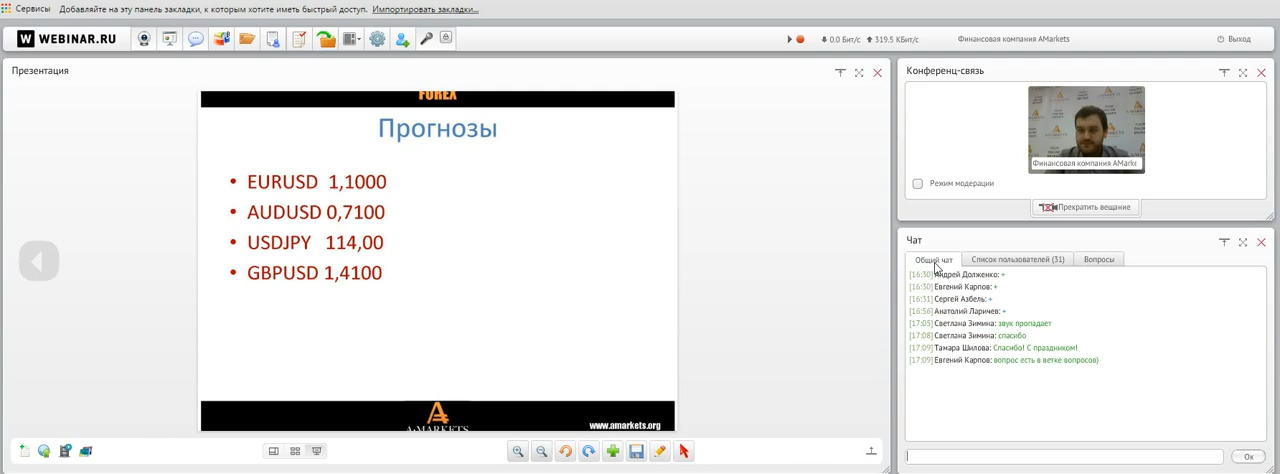 Сервисы Добавляйте на эту панель закладки, к которым хотите иметь быстрый доступ. Импортировать закладки...
W WEBINAR.RU
0.0 Бит/с 319.5 КБит/с
Финансовая компания AMarkets
Выход
Презентация
FOREX
Прогнозы
• EURUSD 1,1000
• AUDUSD 0,7100
• USDJPY 114,00
• GBPUSD 1,4100
AMARKETS
www.amarkets.org
Конференц-связь
Финансовая компания AMarke
Режим модерации
Прекратить вещание
Чат
Общий чат Список пользователей (31) Вопросы
[16:30] Андрей Долженко: +
[16:30] Евгений Карпов: +
[16:31] Сергей Азбель: +
[16:56] Анатолий Ларичев: +
[17:05] Светлана Зимина: звук пропадает
[17:08] Светлана Зимина: спасибо
[17:09] Тамара Шилова: Спасибо! С праздником!
[17:09] Евгений Карпов: вопрос есть в ветке вопросов)
Ок